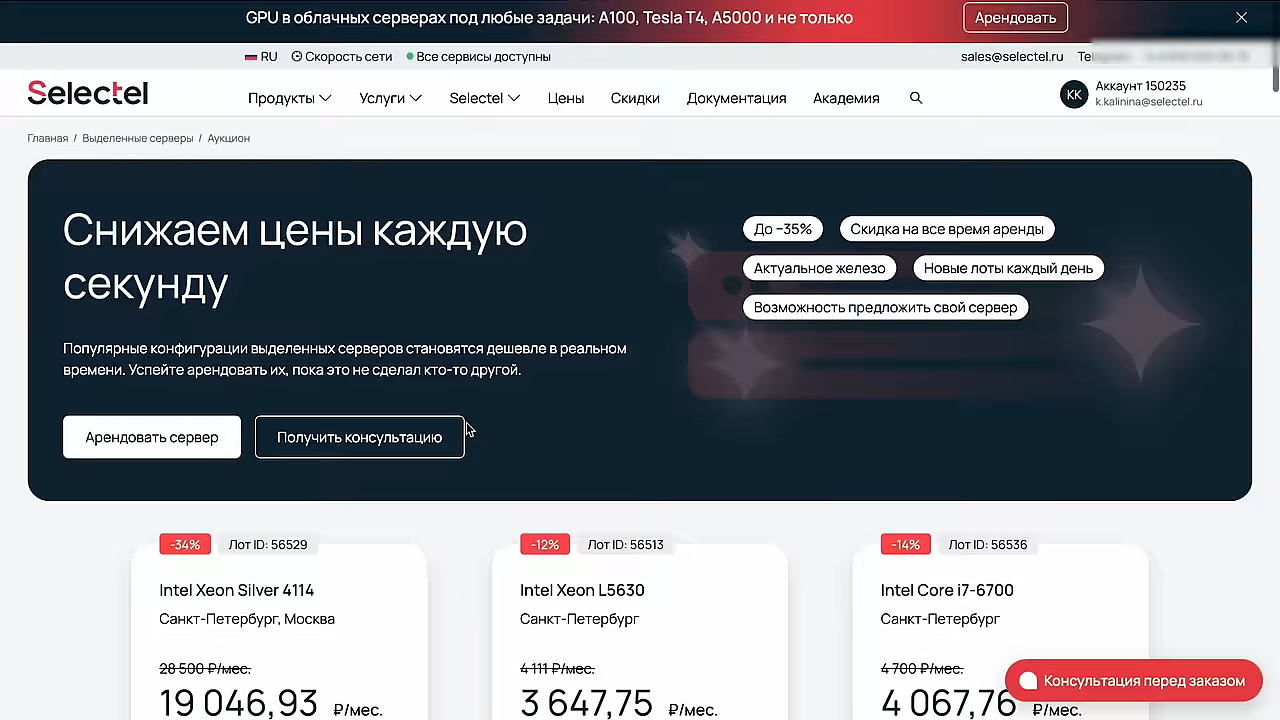 GPU в облачных серверах под любые задачи: A100, Tesla T4, A5000 и не только
Арендовать
RU Скорость сети Все сервисы доступны
sales@selectel.ru
Selectel
Продукты Услуги Selectel Цены Скидки Документация Академия
KK
Аккаунт 150235
k.kalinina@selectel.ru
Главная / Выделенные серверы / Аукцион
Снижаем цены каждую
секунду
Популярные конфигурации выделенных серверов становятся дешевле в реальном
времени. Успейте арендовать их, пока это не сделал кто-то другой.
Арендовать сервер
Получить консультацию
До −35% Скидка на все время аренды
Актуальное железо Новые лоты каждый день
Возможность предложить свой сервер
-34% Лот ID: 56529
Intel Xeon Silver 4114
Санкт-Петербург, Москва
28 500 ₽/мес.
19 046,93 ₽/мес.
-12% Лот ID: 56513
Intel Xeon L5630
Санкт-Петербург
4 111 ₽/мес.
3 647,75 ₽/мес.
-14% Лот ID: 56536
Intel Core i7-6700
Санкт-Петербург
4 700 ₽/мес.
4 067,76 ₽/мес.
Консультация перед заказом